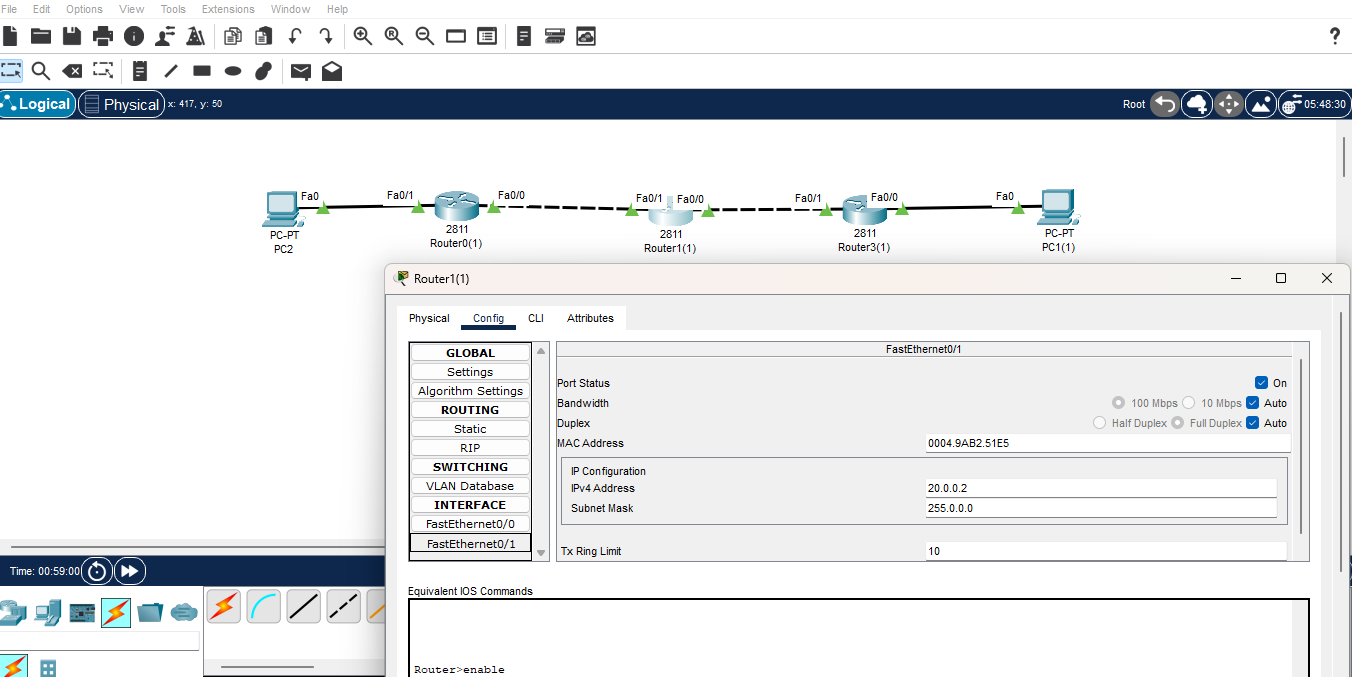 File Edit Options View Tools Extensions Window Help
?
Logical Physical x: 417, y: 50 Root 05:48:30
Fa0 Fa0/1 Fa0/0 Fa0/1 Fa0/0 Fa0/1 Fa0/0 Fa0
PC-PT
PC2
2811
Router0(1)
2811
Router1(1)
2811
Router3(1)
PC-PT
PC1(1)
Router1(1)
Physical Config CLI Attributes
GLOBAL
Settings
Algorithm Settings
ROUTING
Static
RIP
SWITCHING
VLAN Database
INTERFACE
FastEthernet0/0
FastEthernet0/1
FastEthernet0/1
Port Status On
Bandwidth 100 Mbps 10 Mbps Auto
Duplex Half Duplex Full Duplex Auto
MAC Address 0004.9AB2.51E5
IP Configuration
IPv4 Address 20.0.0.2
Subnet Mask 255.0.0.0
Tx Ring Limit 10
Equivalent IOS Commands
Router>enable
Time: 00:59:00